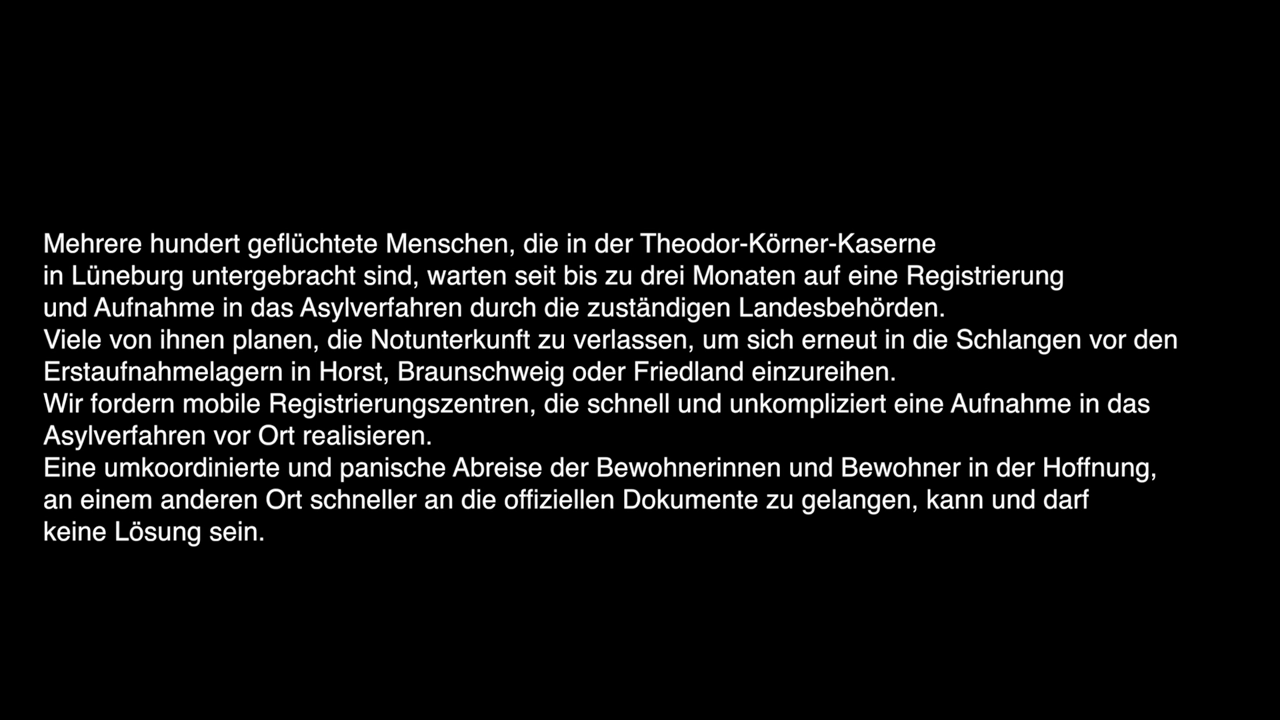 Mehrere hundert geflüchtete Menschen, die in der Theodor-Körner-Kaserne
in Lüneburg untergebracht sind, warten seit bis zu drei Monaten auf eine Registrierung
und Aufnahme in das Asylverfahren durch die zuständigen Landesbehörden.
Viele von ihnen planen, die Notunterkunft zu verlassen, um sich erneut in die Schlangen vor den
Erstaufnahmelagern in Horst, Braunschweig oder Friedland einzureihen.
Wir fordern mobile Registrierungszentren, die schnell und unkompliziert eine Aufnahme in das
Asylverfahren vor Ort realisieren.
Eine umkoordinierte und panische Abreise der Bewohnerinnen und Bewohner in der Hoffnung,
an einem anderen Ort schneller an die offiziellen Dokumente zu gelangen, kann und darf
keine Lösung sein.